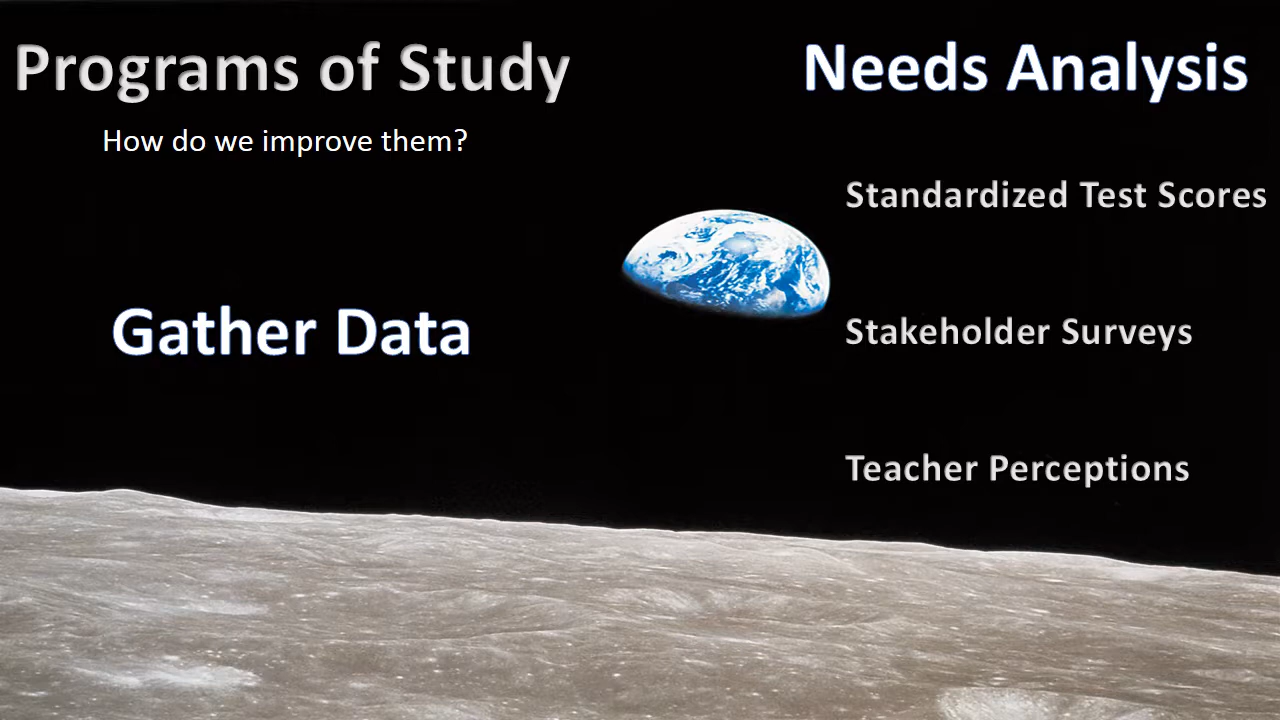 Programs of Study
How do we improve them?
Gather Data
Needs Analysis
Standardized Test Scores
Stakeholder Surveys
Teacher Perceptions